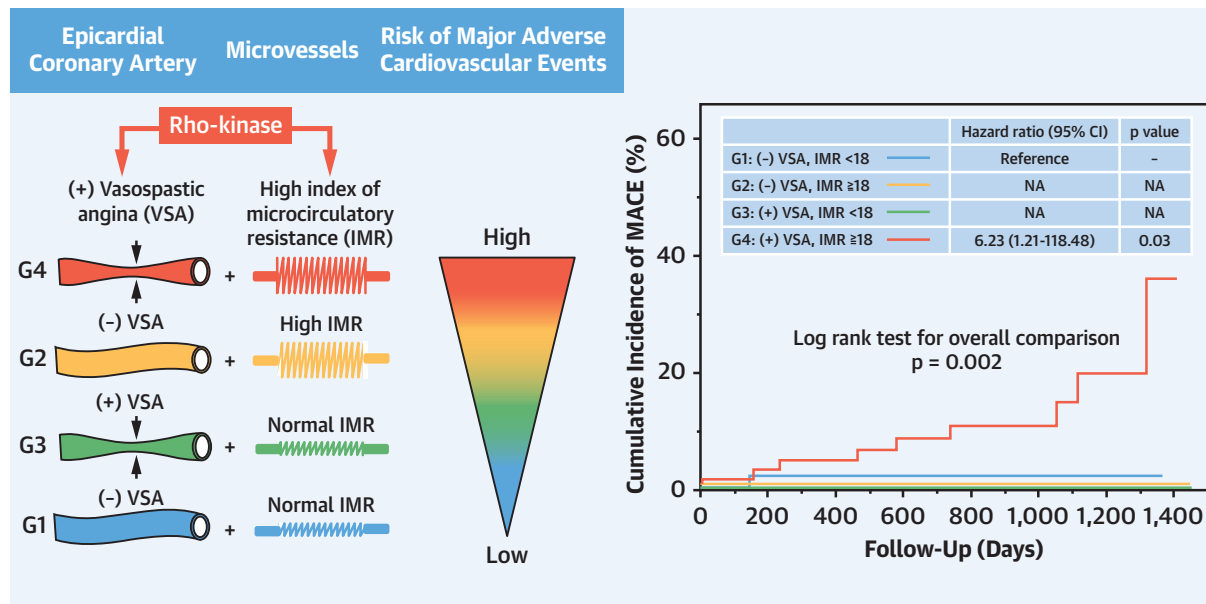 Epicardial
Coronary Artery
Microvessels
Risk of Major Adverse
Cardiovascular Events
Rho-kinase
(+) Vasospastic
angina (VSA)
High index of
microcirculatory
resistance (IMR)
High
G4
+
(–) VSA
High IMR
G2
+
(+) VSA
Normal IMR
G3
+
(–) VSA
Normal IMR
G1
+
Low
Cumulative Incidence of MACE (%)
60
40
20
0
Hazard ratio (95% CI) p value
G1: (–) VSA, IMR <18 Reference –
G2: (–) VSA, IMR ≧18 NA NA
G3: (+) VSA, IMR <18 NA NA
G4: (+) VSA, IMR ≧18 6.23 (1.21-118.48) 0.03
Log rank test for overall comparison
p = 0.002
0 200 400 600 800 1,000 1,200 1,400
Follow-Up (Days)